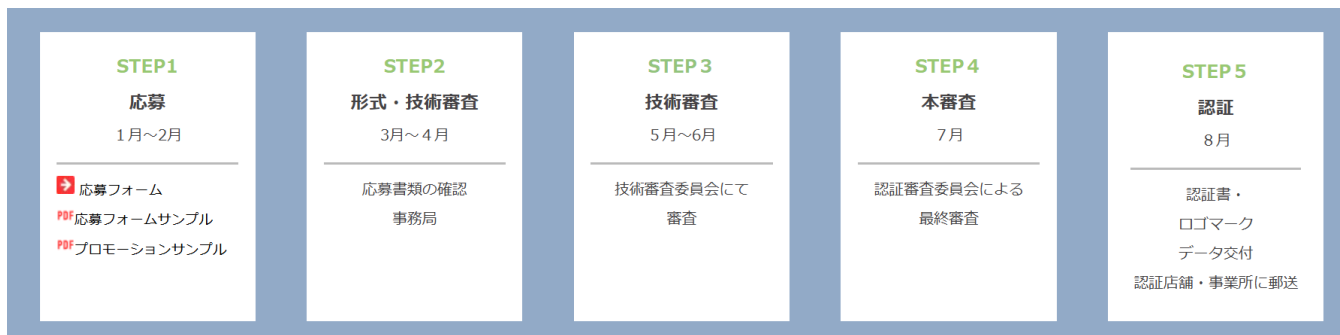 STEP1
応募
1月～2月
応募フォーム
PDF応募フォームサンプル
PDFプロモーションサンプル
STEP2
形式・技術審査
3月～４月
応募書類の確認
事務局
STEP３
技術審査
５月～6月
技術審査委員会にて
審査
STEP４
本審査
７月
認証審査委員会による
最終審査
STEP５
認証
８月
認証書・
ロゴマーク
データ交付
認証店舗・事業所に郵送